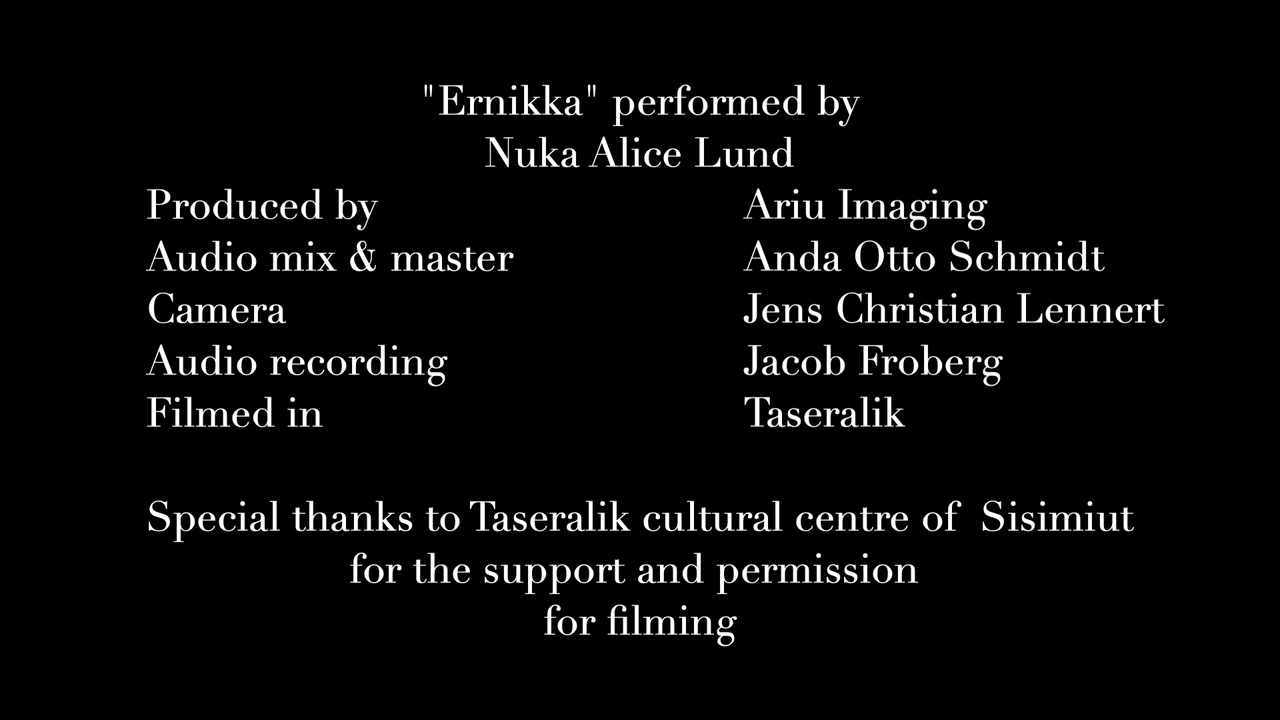 "Ernikka" performed by
Nuka Alice Lund
Produced by Ariu Imaging
Audio mix & master Anda Otto Schmidt
Camera Jens Christian Lennert
Audio recording Jacob Froberg
Filmed in Taseralik
Special thanks to Taseralik cultural centre of Sisimiut
for the support and permission
for filming